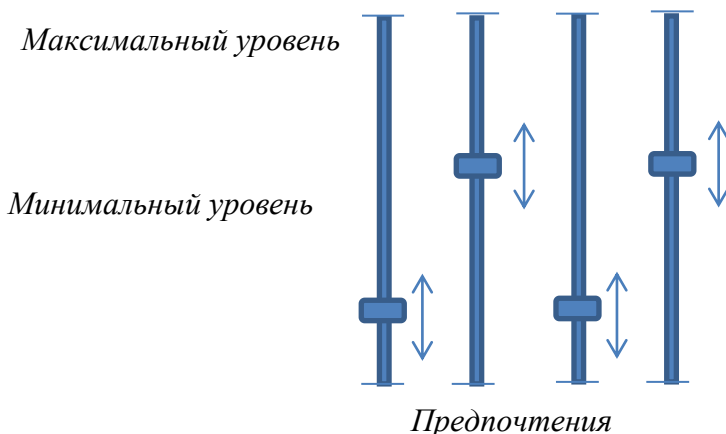 Максимальный уровень
Минимальный уровень
Предпочтения